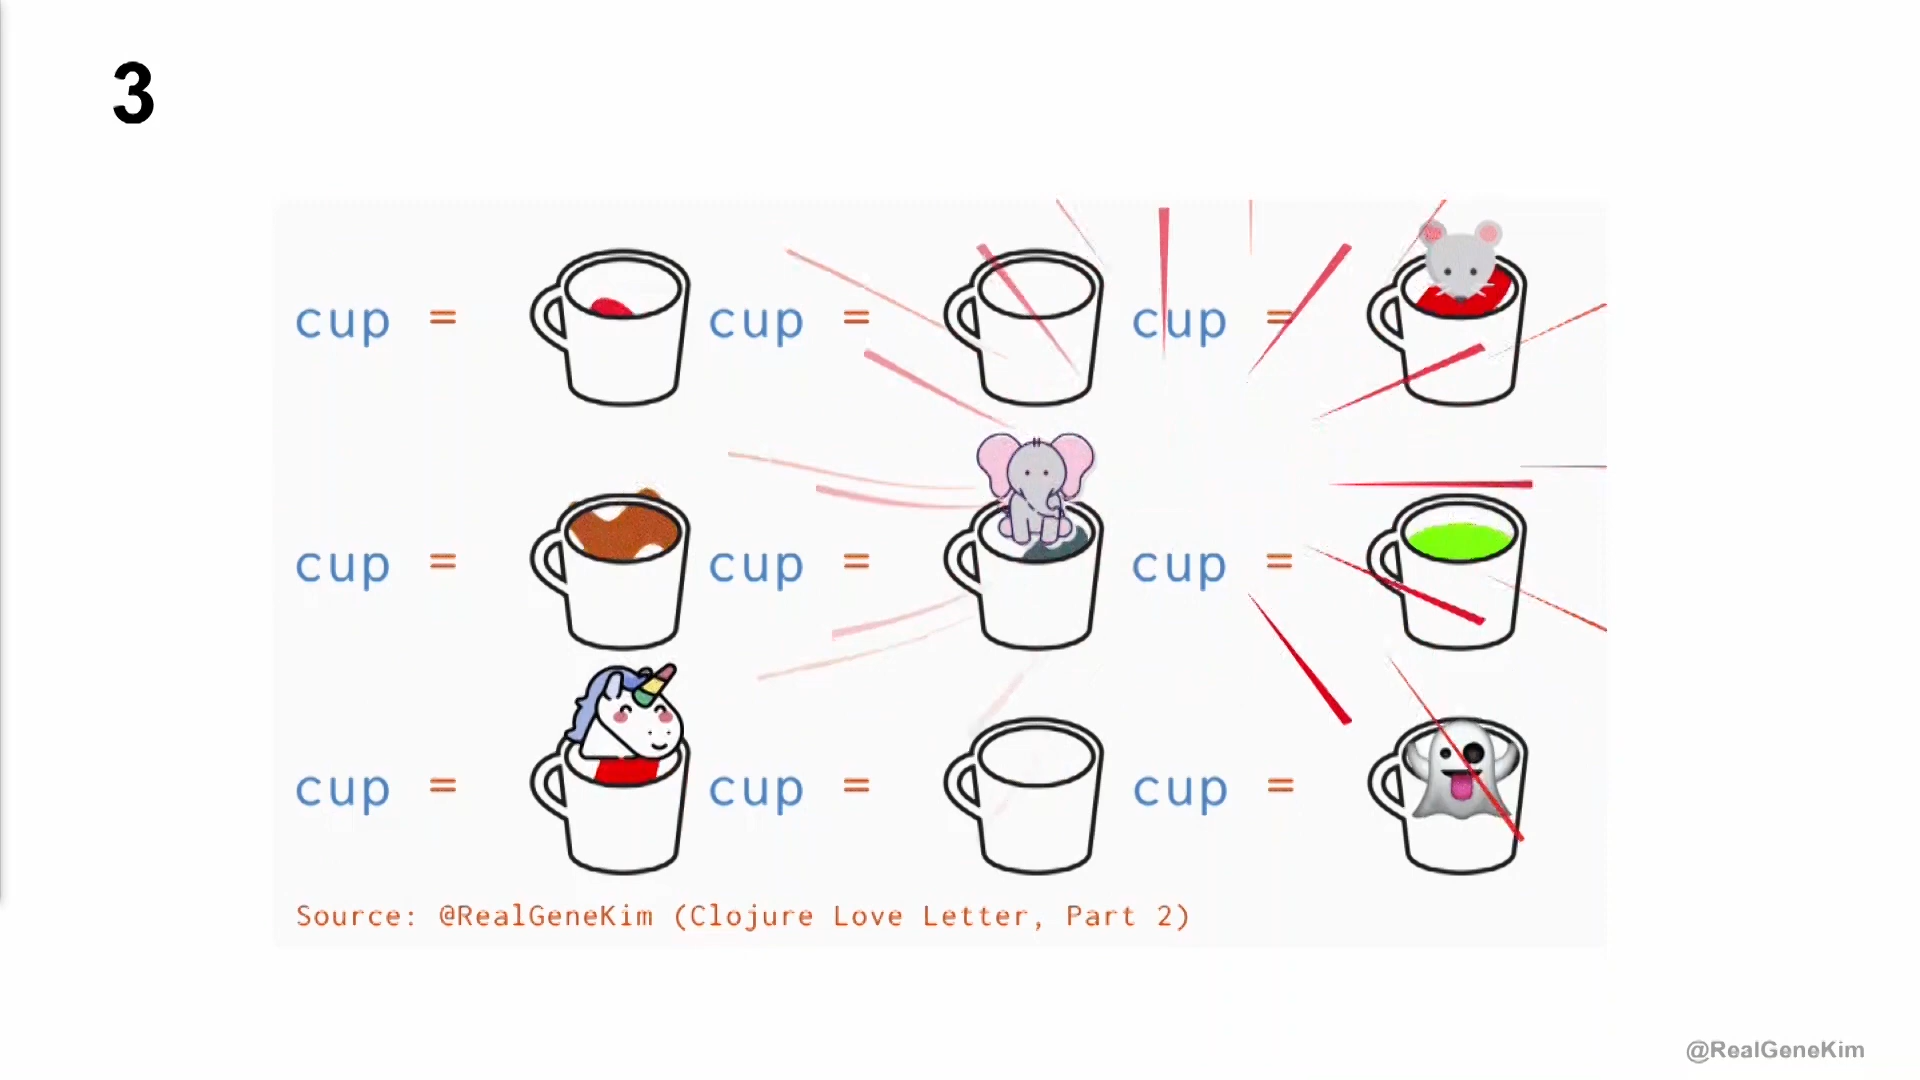 3
cup = cup = cup =
cup = cup = cup =
cup = cup = cup =
Source: @RealGeneKim (Clojure Love Letter, Part 2)
@RealGeneKim